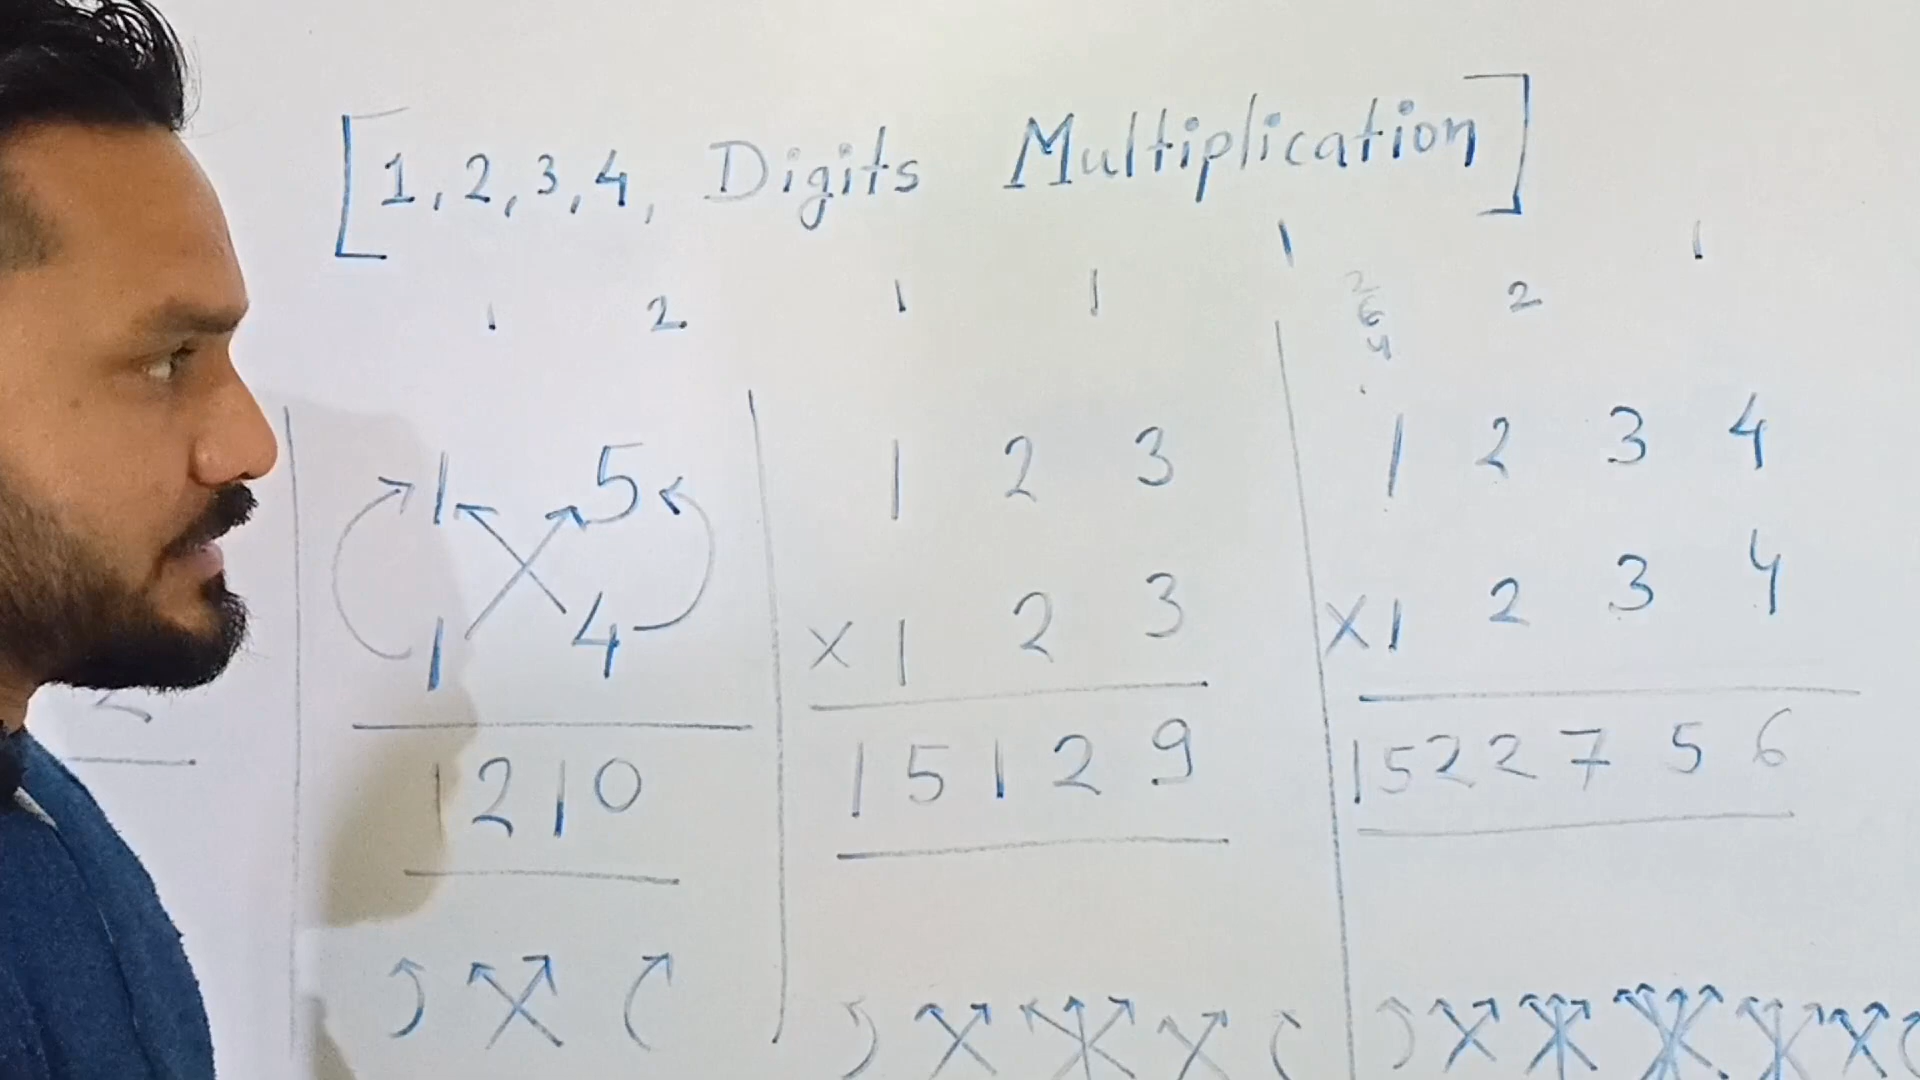 [1, 2, 3, 4, Digits Multiplication]
1 2 1 1 1 2 1
2
6
4
1 5
1 4
1210
1 2 3
× 1 2 3
15129
1 2 3 4
× 1 2 3 4
1522756